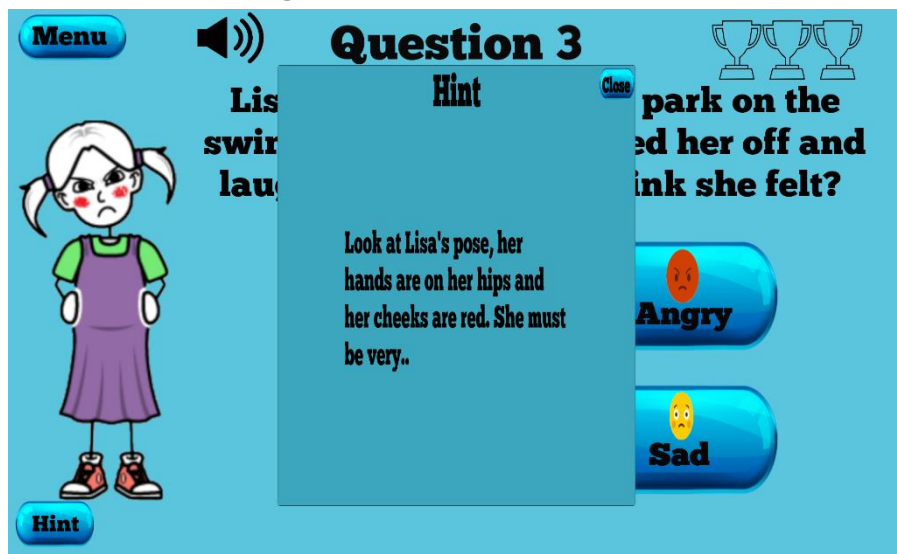 Menu
Question 3
Hint
Close
Lis park on the
swin ed her off and
lau ink she felt?
Look at Lisa's pose, her
hands are on her hips and
her cheeks are red. She must
be very..
Angry
Sad
Hint